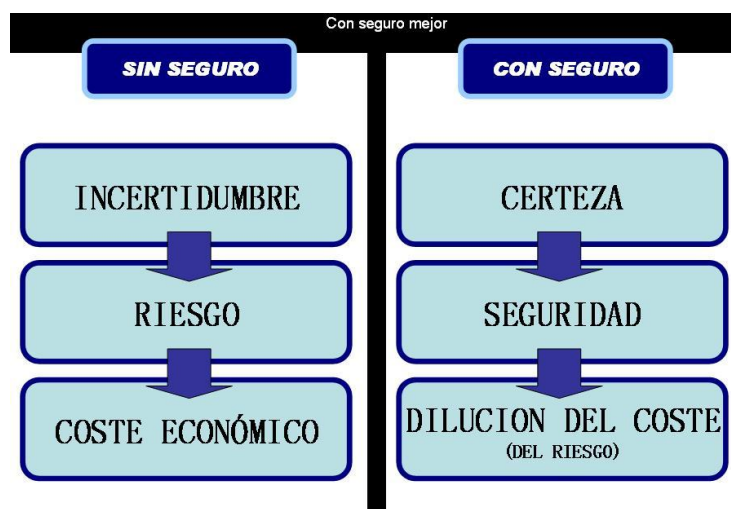 Con seguro mejor
SIN SEGURO
INCERTIDUMBRE
RIESGO
COSTE ECONÓMICO
CON SEGURO
CERTEZA
SEGURIDAD
DILUCION DEL COSTE
(DEL RIESGO)